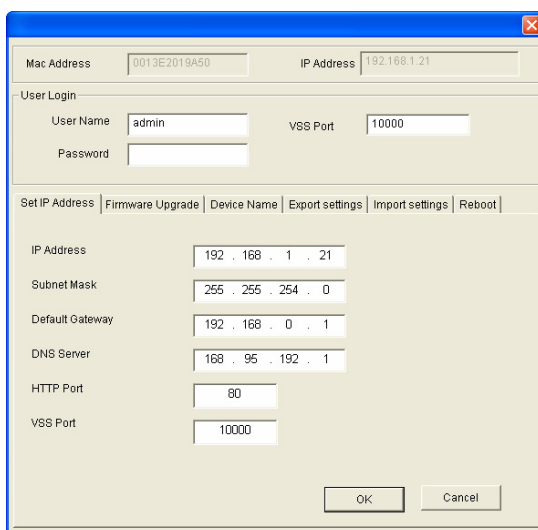 Mac Address 0013E2019A50 IP Address 192.168.1.21
User Login
User Name admin VSS Port 10000
Password
Set IP Address Firmware Upgrade Device Name Export settings Import settings Reboot
IP Address 192 . 168 . 1 . 21
Subnet Mask 255 . 255 . 254 . 0
Default Gateway 192 . 168 . 0 . 1
DNS Server 168 . 95 . 192 . 1
HTTP Port 80
VSS Port 10000
OK Cancel